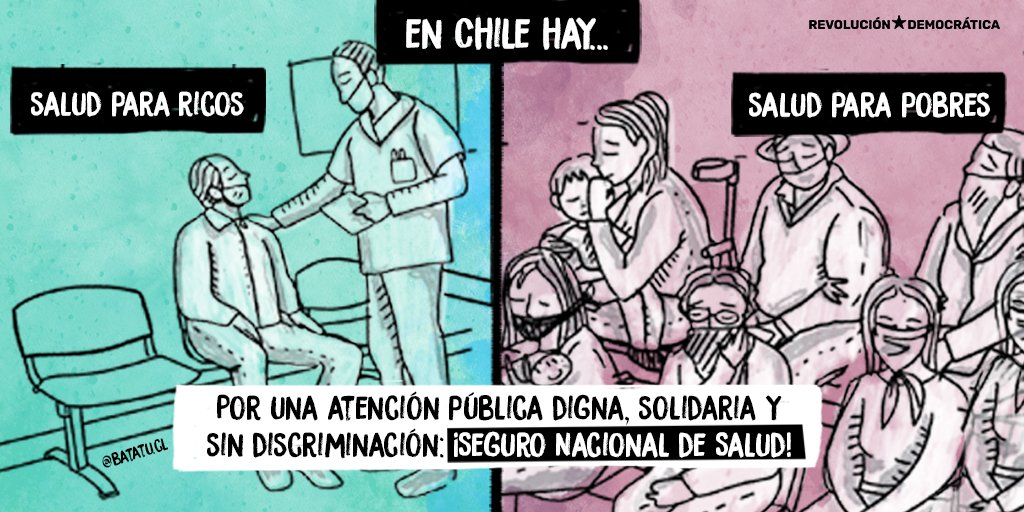 EN CHILE HAY...
REVOLUCIÓN★DEMOCRÁTICA
SALUD PARA RICOS
SALUD PARA POBRES
POR UNA ATENCIÓN PÚBLICA DIGNA, SOLIDARIA Y
SIN DISCRIMINACIÓN: ¡SEGURO NACIONAL DE SALUD!
@BATATU.CL